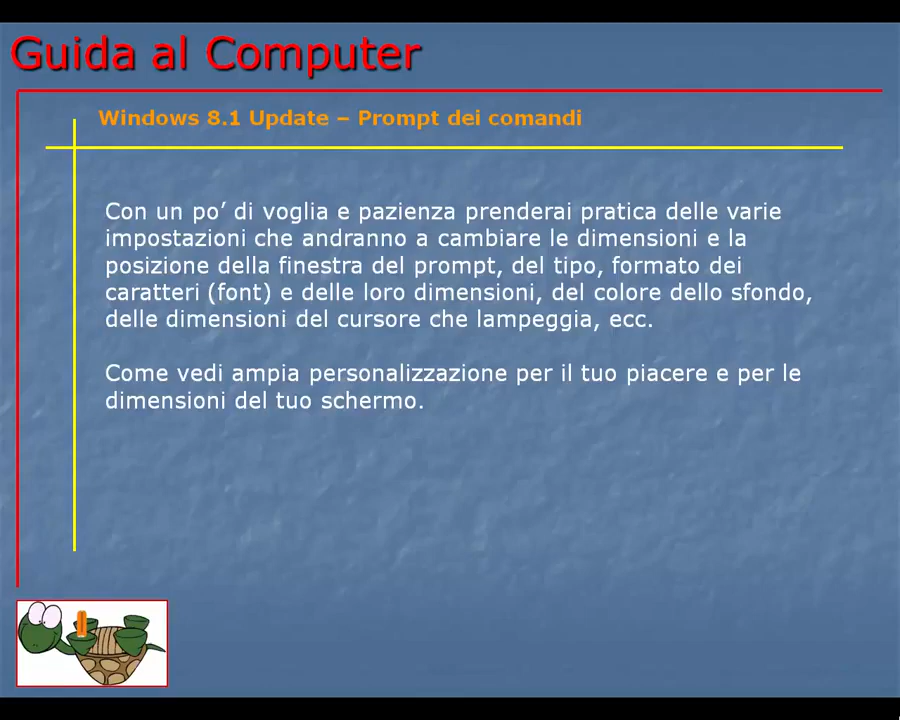 Guida al Computer
Windows 8.1 Update – Prompt dei comandi
Con un po’ di voglia e pazienza prenderai pratica delle varie
impostazioni che andranno a cambiare le dimensioni e la
posizione della finestra del prompt, del tipo, formato dei
caratteri (font) e delle loro dimensioni, del colore dello sfondo,
delle dimensioni del cursore che lampeggia, ecc.
Come vedi ampia personalizzazione per il tuo piacere e per le
dimensioni del tuo schermo.